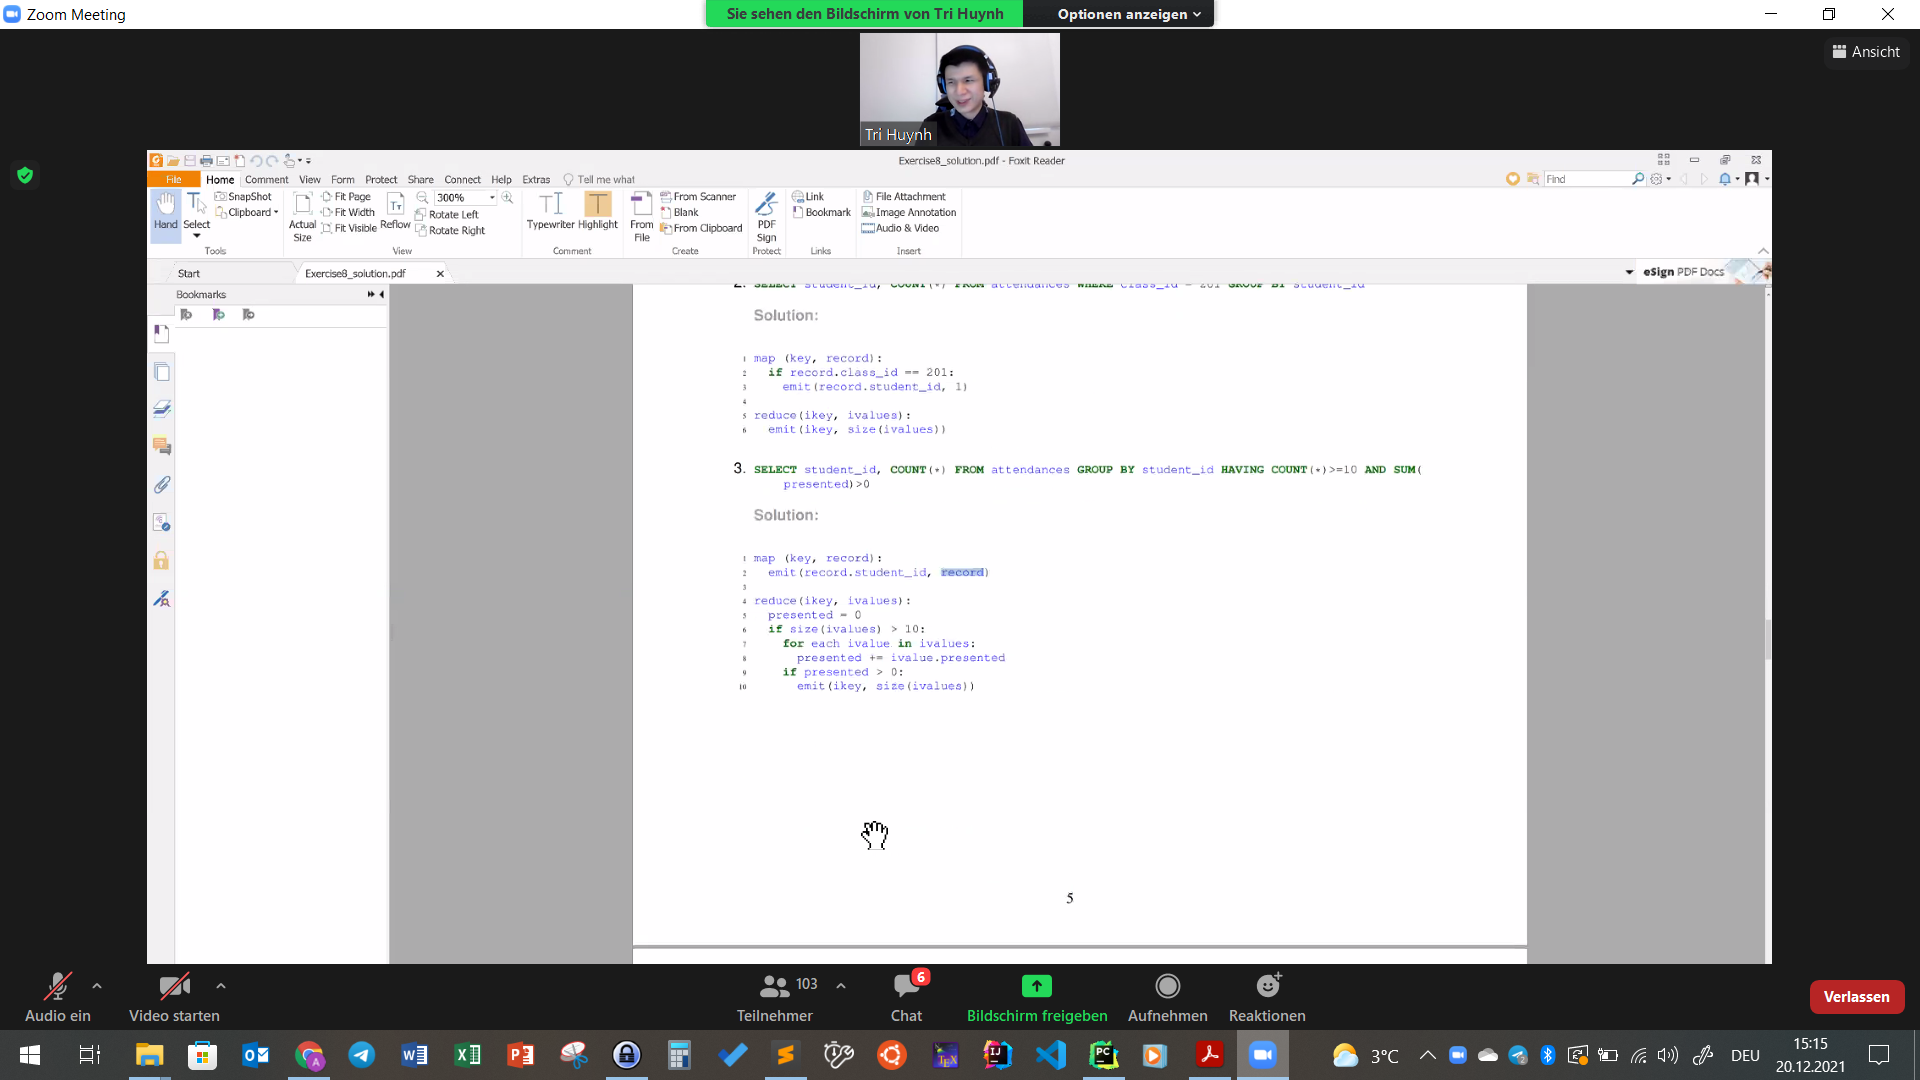 Zoom Meeting
Sie sehen den Bildschirm von Tri Huynh
Optionen anzeigen
Ansicht
Tri Huynh
Exercise8_solution.pdf - Foxit Reader
File Home Comment View Form Protect Share Connect Help Extras Tell me what
Find
Hand
Select
SnapShot
Clipboard
Tools
Actual Size
Fit Page
Fit Width
Fit Visible
Reflow
300%
Rotate Left
Rotate Right
View
Typewriter
Highlight
Comment
From File
From Scanner
Blank
From Clipboard
Create
PDF Sign
Protect
Link
Bookmark
Links
File Attachment
Image Annotation
Audio & Video
Insert
Start
Exercise8_solution.pdf
eSign PDF Docs
Bookmarks
2. SELECT student_id, COUNT(*) FROM attendances WHERE class_id = 201 GROUP BY student_id
Solution:
1 map (key, record):
2 if record.class_id == 201:
3 emit(record.student_id, 1)
4
5 reduce(ikey, ivalues):
6 emit(ikey, size(ivalues))
3. SELECT student_id, COUNT(*) FROM attendances GROUP BY student_id HAVING COUNT(*)>=10 AND SUM(
presented)>0
Solution:
1 map (key, record):
2 emit(record.student_id, record)
3
4 reduce(ikey, ivalues):
5 presented = 0
6 if size(ivalues) > 10:
7 for each ivalue in ivalues:
8 presented += ivalue.presented
9 if presented > 0:
10 emit(ikey, size(ivalues))
5
Audio ein
Video starten
103
Teilnehmer
6
Chat
Bildschirm freigeben
Aufnehmen
Reaktionen
Verlassen
3°C
DEU
15:15
20.12.2021